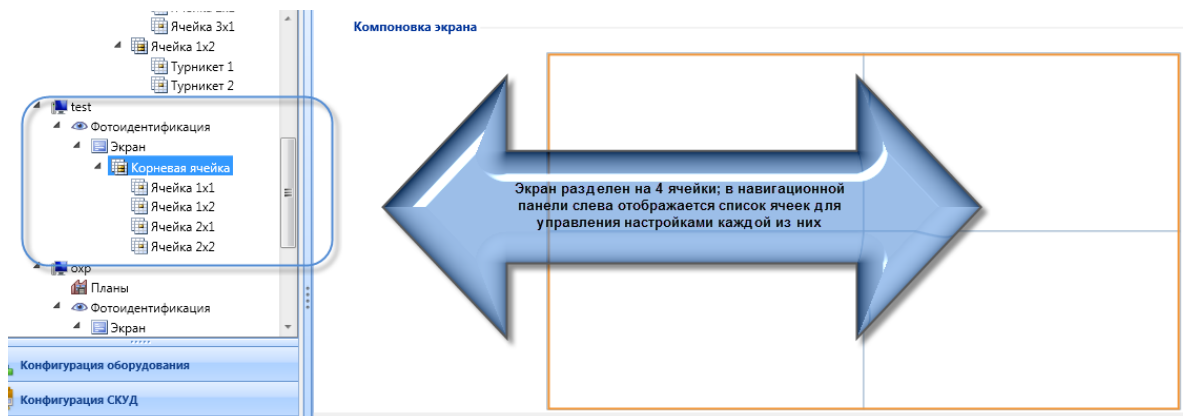 Ячейка 3x1
Ячейка 1x2
Турникет 1
Турникет 2
test
Фотоидентификация
Экран
Корневая ячейка
Ячейка 1x1
Ячейка 1x2
Ячейка 2x1
Ячейка 2x2
охр
Планы
Фотоидентификация
Экран
Конфигурация оборудования
Конфигурация СКУД
Компоновка экрана
Экран разделен на 4 ячейки; в навигационной
панели слева отображается список ячеек для
управления настройками каждой из них